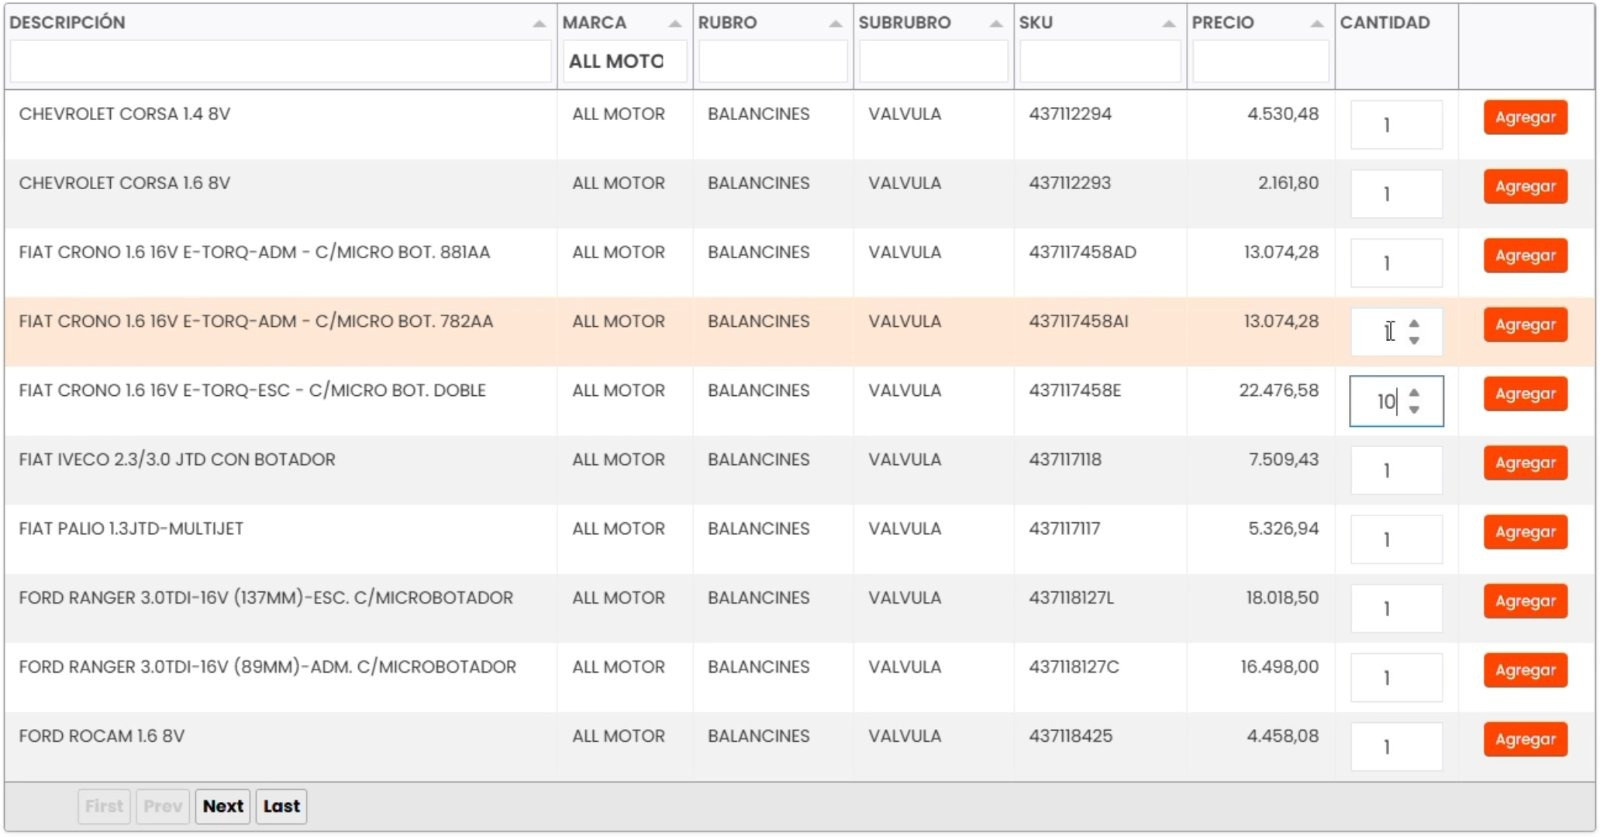 DESCRIPCIÓN MARCA RUBRO SUBRUBRO SKU PRECIO CANTIDAD
ALL MOTO
CHEVROLET CORSA 1.4 8V ALL MOTOR BALANCINES VALVULA 437112294 4.530,48 1 Agregar
CHEVROLET CORSA 1.6 8V ALL MOTOR BALANCINES VALVULA 437112293 2.161,80 1 Agregar
FIAT CRONO 1.6 16V E-TORQ-ADM - C/MICRO BOT. 881AA ALL MOTOR BALANCINES VALVULA 437117458AD 13.074,28 1 Agregar
FIAT CRONO 1.6 16V E-TORQ-ADM - C/MICRO BOT. 782AA ALL MOTOR BALANCINES VALVULA 437117458AI 13.074,28 1 Agregar
FIAT CRONO 1.6 16V E-TORQ-ESC - C/MICRO BOT. DOBLE ALL MOTOR BALANCINES VALVULA 437117458E 22.476,58 10 Agregar
FIAT IVECO 2.3/3.0 JTD CON BOTADOR ALL MOTOR BALANCINES VALVULA 437117118 7.509,43 1 Agregar
FIAT PALIO 1.3JTD-MULTIJET ALL MOTOR BALANCINES VALVULA 437117117 5.326,94 1 Agregar
FORD RANGER 3.0TDI-16V (137MM)-ESC. C/MICROBOTADOR ALL MOTOR BALANCINES VALVULA 437118127L 18.018,50 1 Agregar
FORD RANGER 3.0TDI-16V (89MM)-ADM. C/MICROBOTADOR ALL MOTOR BALANCINES VALVULA 437118127C 16.498,00 1 Agregar
FORD ROCAM 1.6 8V ALL MOTOR BALANCINES VALVULA 437118425 4.458,08 1 Agregar
First Prev Next Last